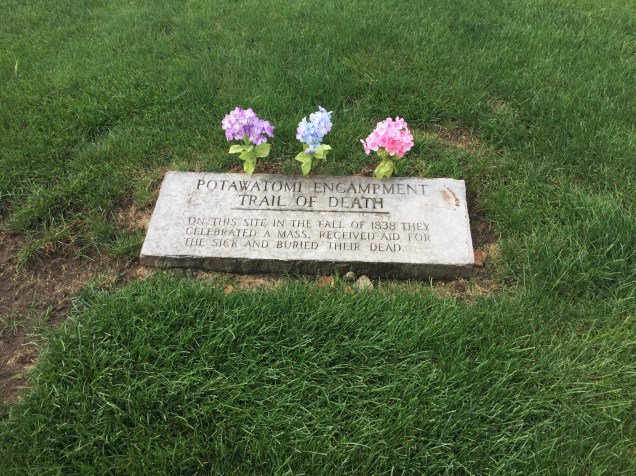 POTAWATOMI ENCAMPMENT
TRAIL OF DEATH
ON THIS SITE IN THE FALL OF 1838 THEY
CELEBRATED A MASS, RECEIVED AID FOR
THE SICK AND BURIED THEIR DEAD.